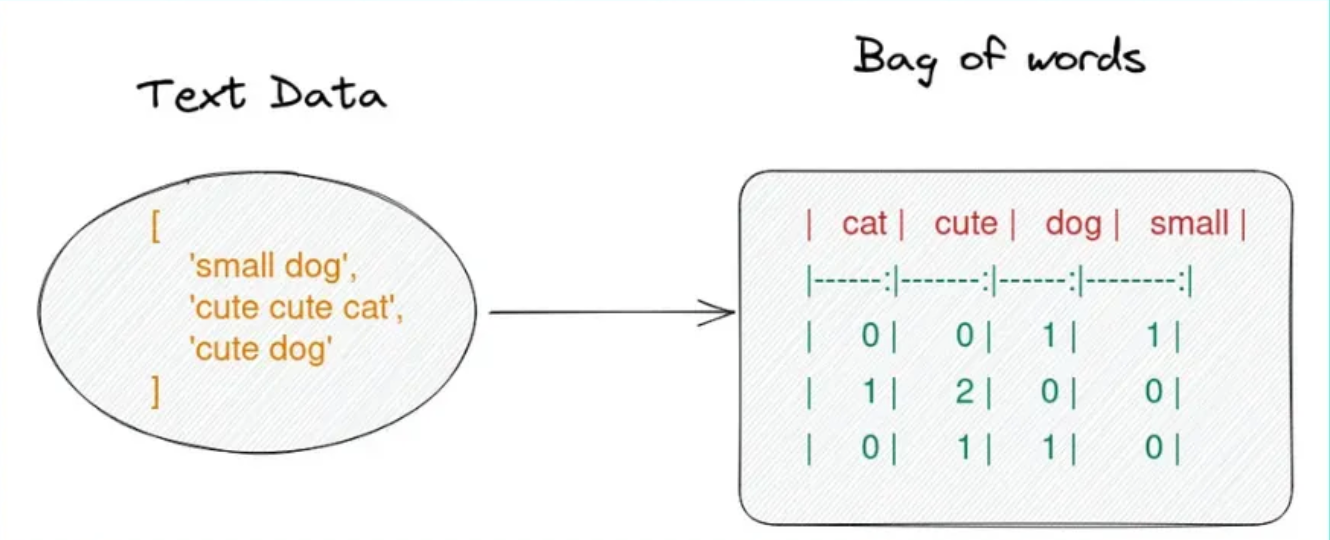 Text Data
[
'small dog',
'cute cute cat',
'cute dog'
]
Bag of words
| cat | cute | dog | small |
|------:|-------:|------:|--------:|
| 0 | 0 | 1 | 1 |
| 1 | 2 | 0 | 0 |
| 0 | 1 | 1 | 0 |